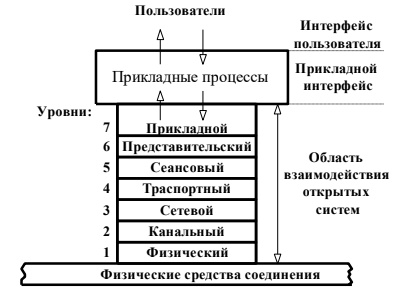 Пользователи
Интерфейс
пользователя
Прикладные процессы
Прикладной
интерфейс
Уровни:
7 Прикладной
6 Представительский
5 Сеансовый
4 Траспортный
3 Сетевой
2 Канальный
1 Физический
Область
взаимодействия
открытых
систем
Физические средства соединения